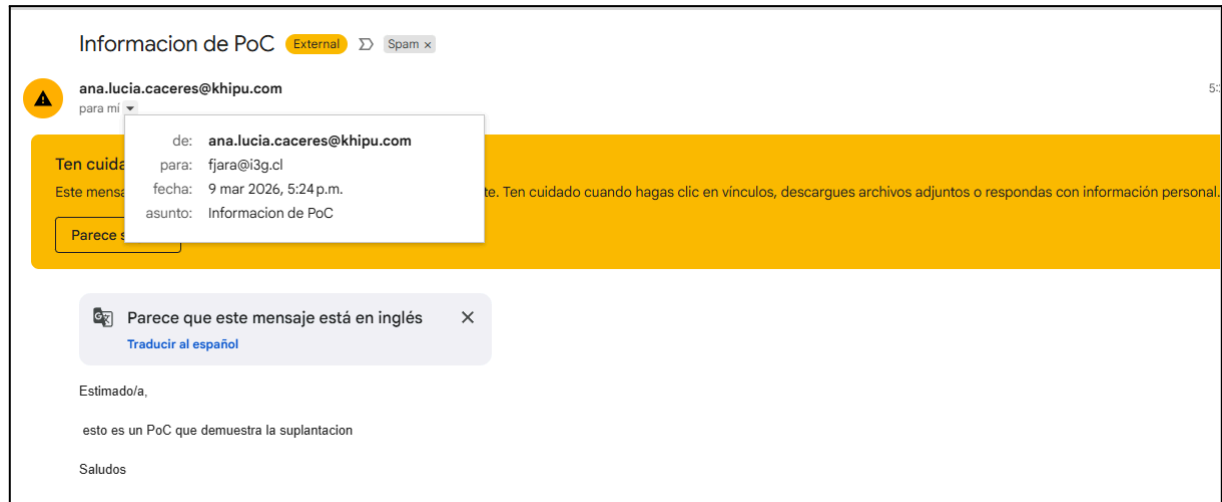 Informacion de PoC External Spam ×
ana.lucia.caceres@khipu.com
para mí
de: ana.lucia.caceres@khipu.com
para: fjara@i3g.cl
fecha: 9 mar 2026, 5:24 p.m.
asunto: Informacion de PoC
Ten
Este te. Ten cuidado cuando hagas clic en vínculos, descargues archivos adjuntos o respondas con información personal.
Parece
Parece que este mensaje está en inglés
Traducir al español
Estimado/a,
esto es un PoC que demuestra la suplantacion
Saludos